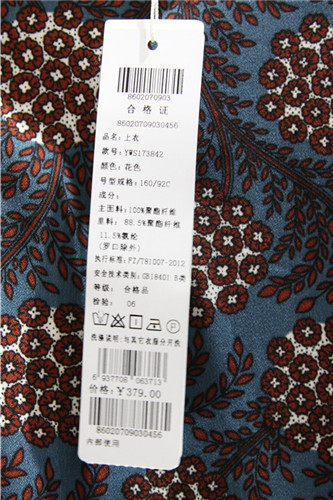 8602070903
合格证
86020709030456
品名：上衣
款号：YWS173842
颜色：花色
号型规格：160/92C
成分：
主面料：100%聚酯纤维
里料：88.5%聚酯纤维
11.5%氨纶
(罗口除外)
执行标准：FZ/T81007-2012
安全技术类别：GB18401 B类
等级：合格品
检验：06
洗涤说明：与其它衣服分开洗
6 937708 063713
价格：￥379.00
86020709030456
内部使用